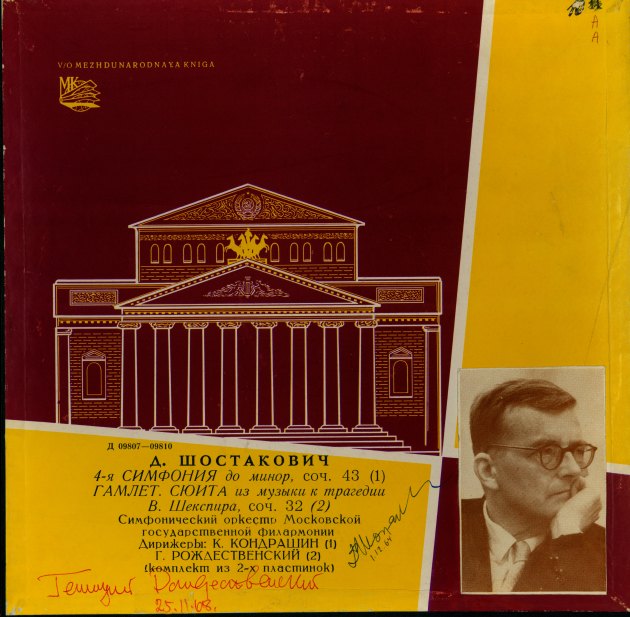 A
A
V/O MEZHDUNARODNAYA KNIGA
МК
Д 09807—09810
Д. ШОСТАКОВИЧ
4-я СИМФОНИЯ до минор, соч. 43 (1)
ГАМЛЕТ. СЮИТА из музыки к трагедии
В. Шекспира, соч. 32 (2)
Симфонический оркестр Московской
государственной филармонии
Дирижеры: К. КОНДРАШИН (1)
Г. РОЖДЕСТВЕНСКИЙ (2)
(комплект из 2-х пластинок)
Геннадий Рождественский
25.11.68.